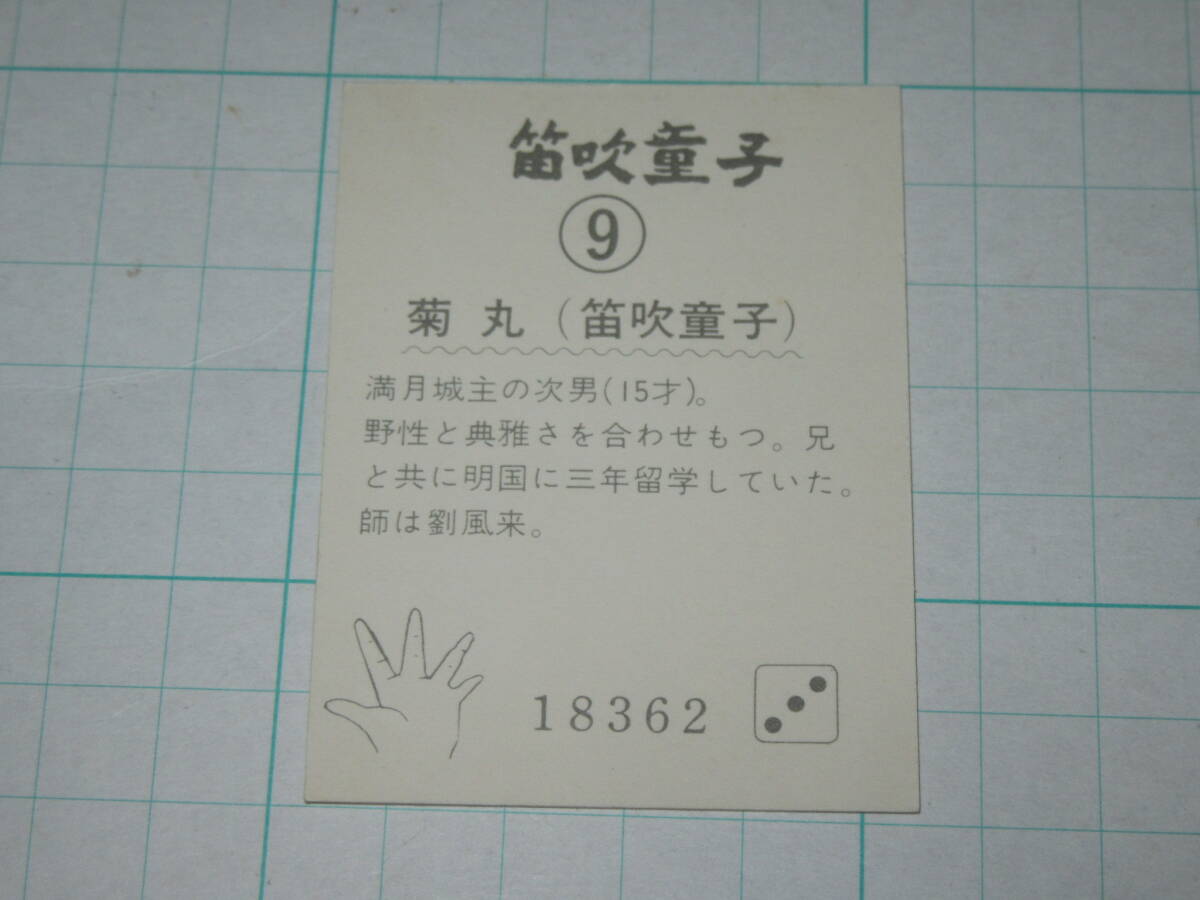 笛吹童子
⑨
菊丸（笛吹童子）
満月城主の次男(15才)。
野性と典雅さを合わせもつ。兄
と共に明国に三年留学していた。
師は劉風来。
18362